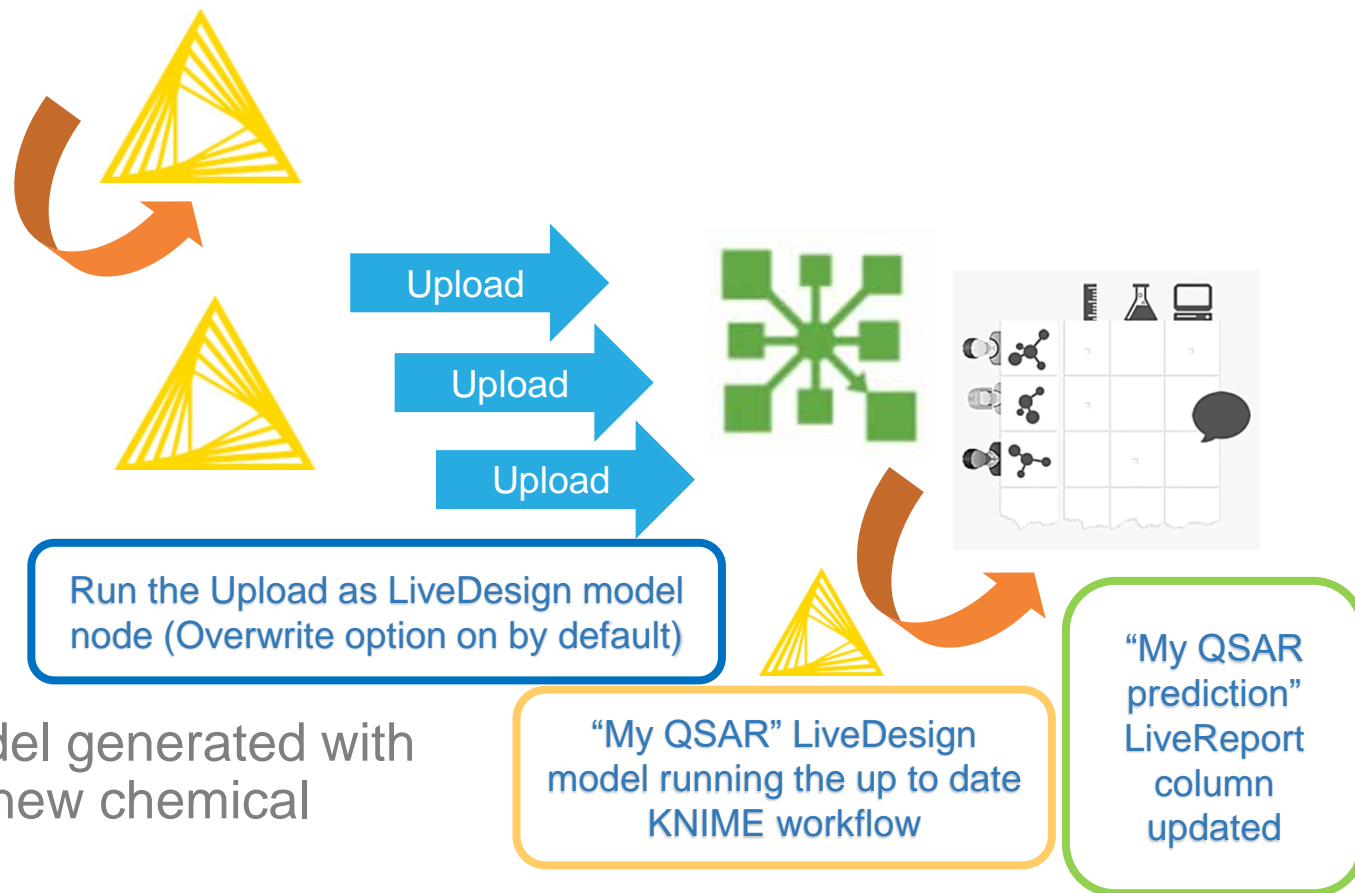 Upload
Upload
Upload
Run the Upload as LiveDesign model
node (Overwrite option on by default)
“My QSAR” LiveDesign
model running the up to date
KNIME workflow
“My QSAR
prediction”
LiveReport
column
updated
del generated with
new chemical